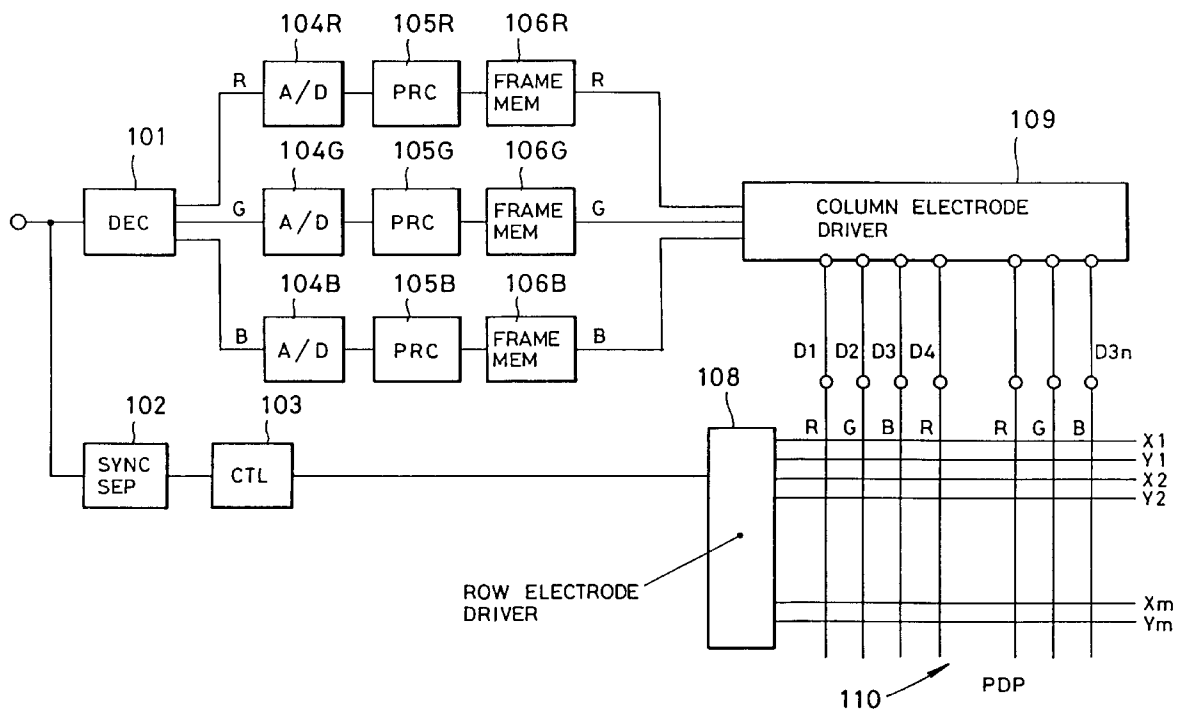 104R 105R 106R
R A/D PRC FRAME MEM R
101 104G 105G 106G 109
DEC G A/D PRC FRAME MEM G
COLUMN ELECTRODE
DRIVER
104B 105B 106B
B A/D PRC FRAME MEM B
D1 D2 D3 D4 D3n
102 103 108
R G B R R G B
SYNC
SEP
CTL
X1
Y1
X2
Y2
ROW ELECTRODE
DRIVER
Xm
Ym
110 PDP